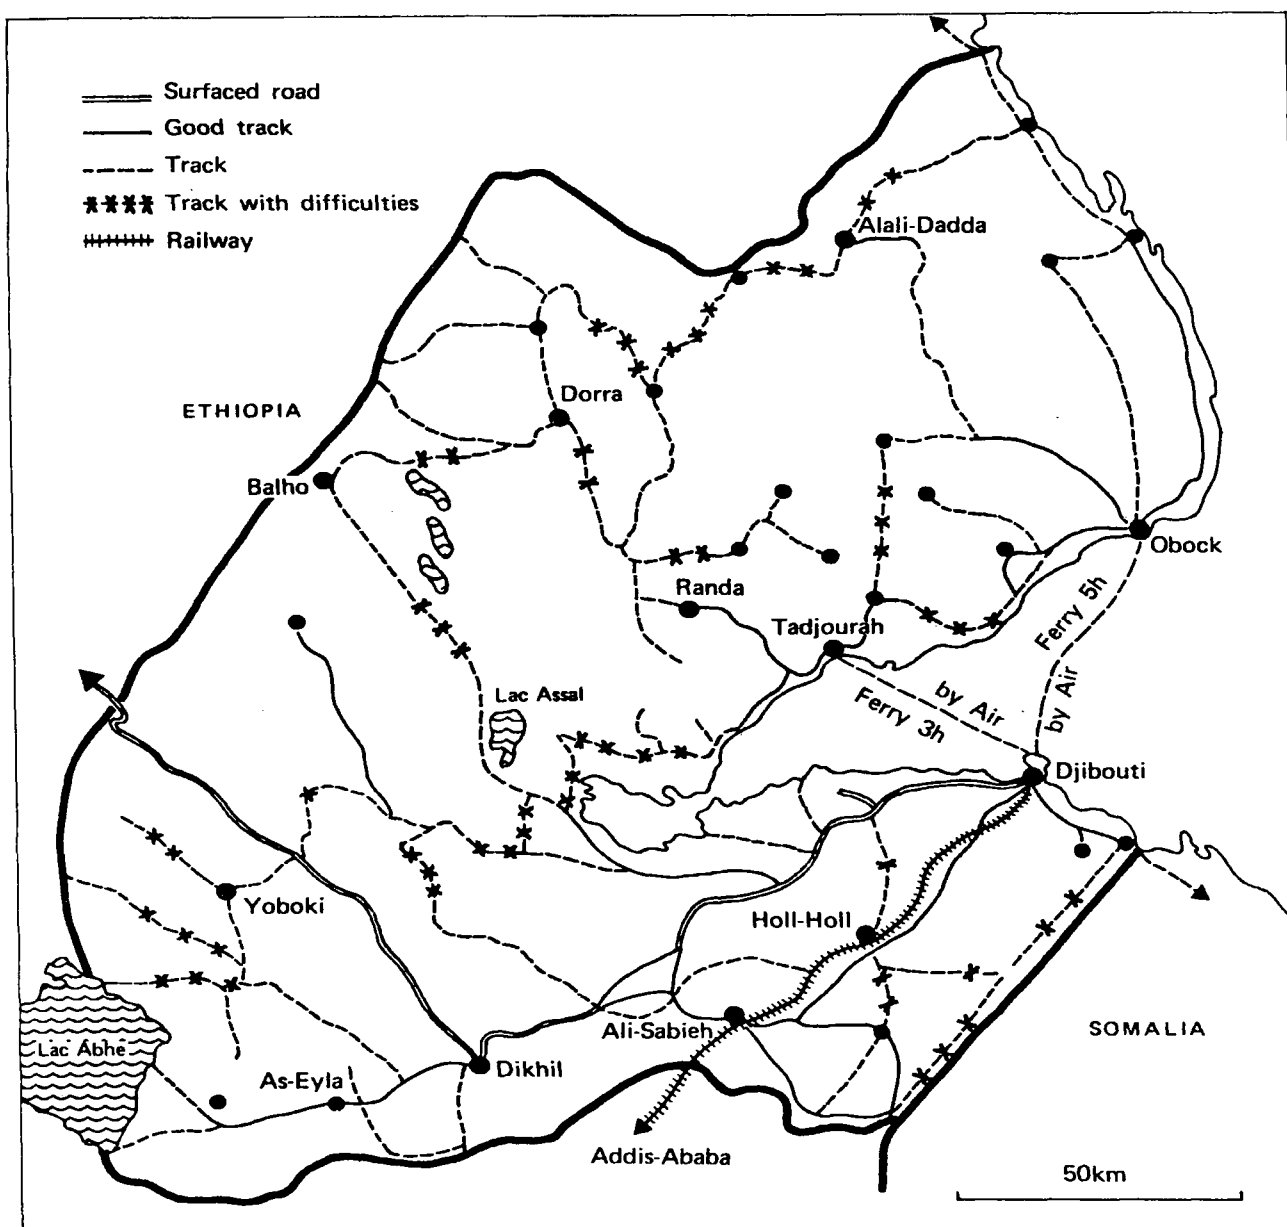 Surfaced road
Good track
Track
Track with difficulties
Railway
Alali-Dadda
ETHIOPIA
Dorra
Balho
Obock
Randa
Tadjourah
Ferry 5h
by Air
Lac Assal
by Air
Ferry 3h
Djibouti
Yoboki
Holl-Holl
Ali-Sabieh
SOMALIA
Lac Abhe
As-Eyla
Dikhil
Addis-Ababa
50km